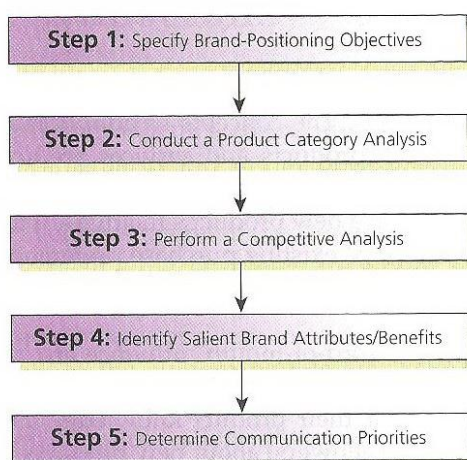 Step 1: Specify Brand-Positioning Objectives
Step 2: Conduct a Product Category Analysis
Step 3: Perform a Competitive Analysis
Step 4: Identify Salient Brand Attributes/Benefits
Step 5: Determine Communication Priorities